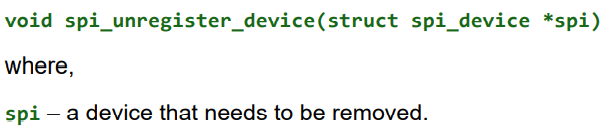 void spi_unregister_device(struct spi_device *spi)
where,
spi – a device that needs to be removed.